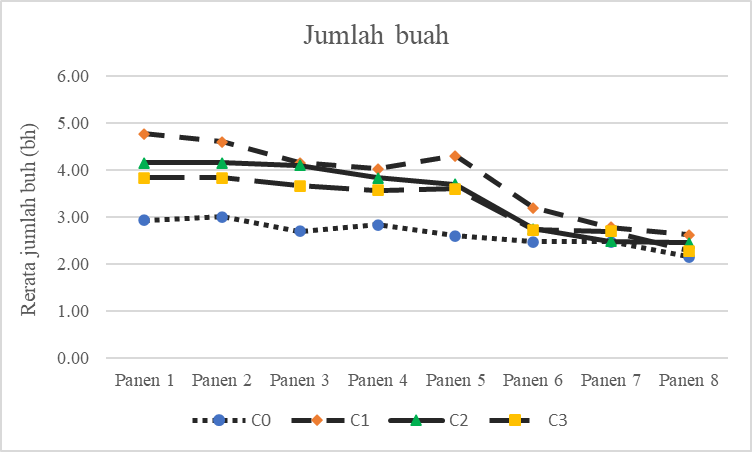 Jumlah buah
6.00
5.00
4.00
3.00
2.00
1.00
0.00
Rerata jumlah buh (bh)
Panen 1 Panen 2 Panen 3 Panen 4 Panen 5 Panen 6 Panen 7 Panen 8
C0 C1 C2 C3